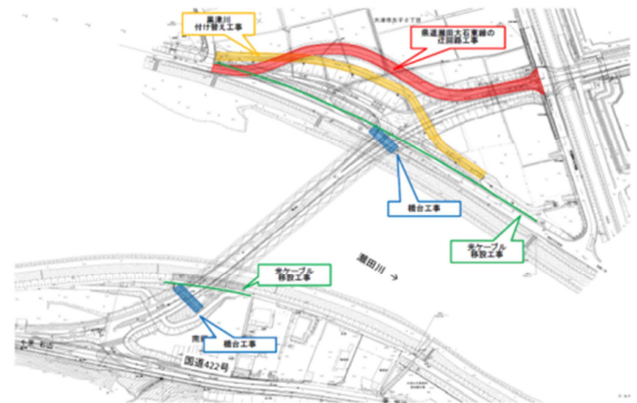 黒津川
付け替え工事
県道瀬田大石東線の
迂回路工事
橋台工事
光ケーブル
移設工事
瀬田川 →
光ケーブル
移設工事
橋台工事
国道422号